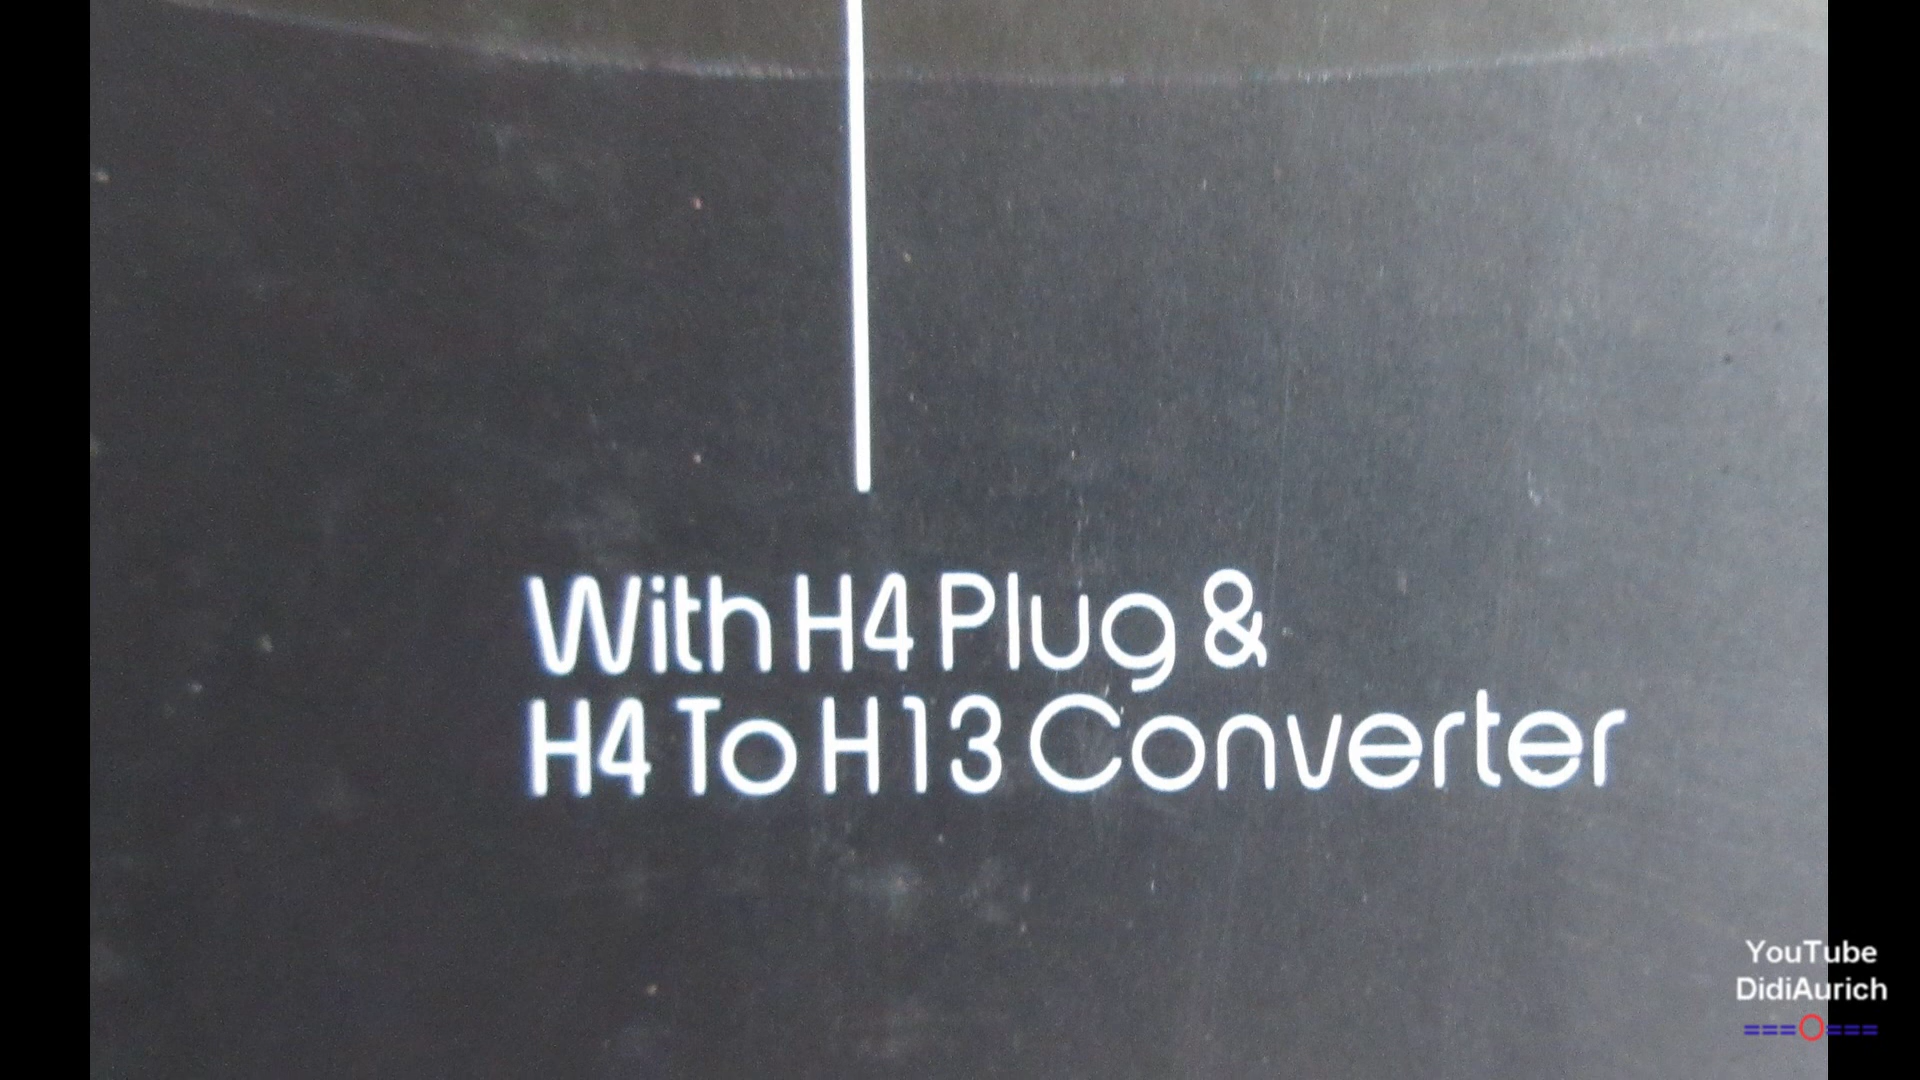 With H4 Plug &
H4 To H13 Converter
YouTube
DidiAurich
===O===